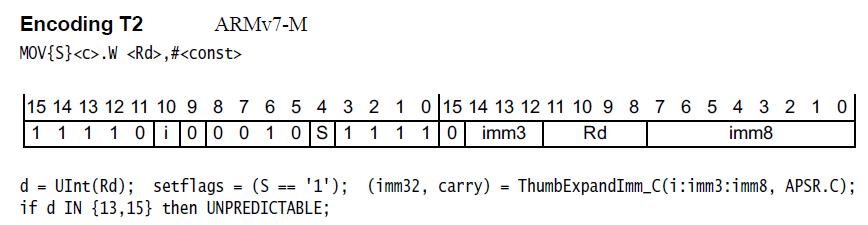 Encoding T2 ARMv7-M
MOV{S}<c>.W <Rd>,#<const>
15 14 13 12 11 10 9 8 7 6 5 4 3 2 1 0 15 14 13 12 11 10 9 8 7 6 5 4 3 2 1 0
1 1 1 1 0 i 0 0 0 1 0 S 1 1 1 1 0 imm3 Rd imm8
d = UInt(Rd); setflags = (S == '1'); (imm32, carry) = ThumbExpandImm_C(i:imm3:imm8, APSR.C);
if d IN {13,15} then UNPREDICTABLE;